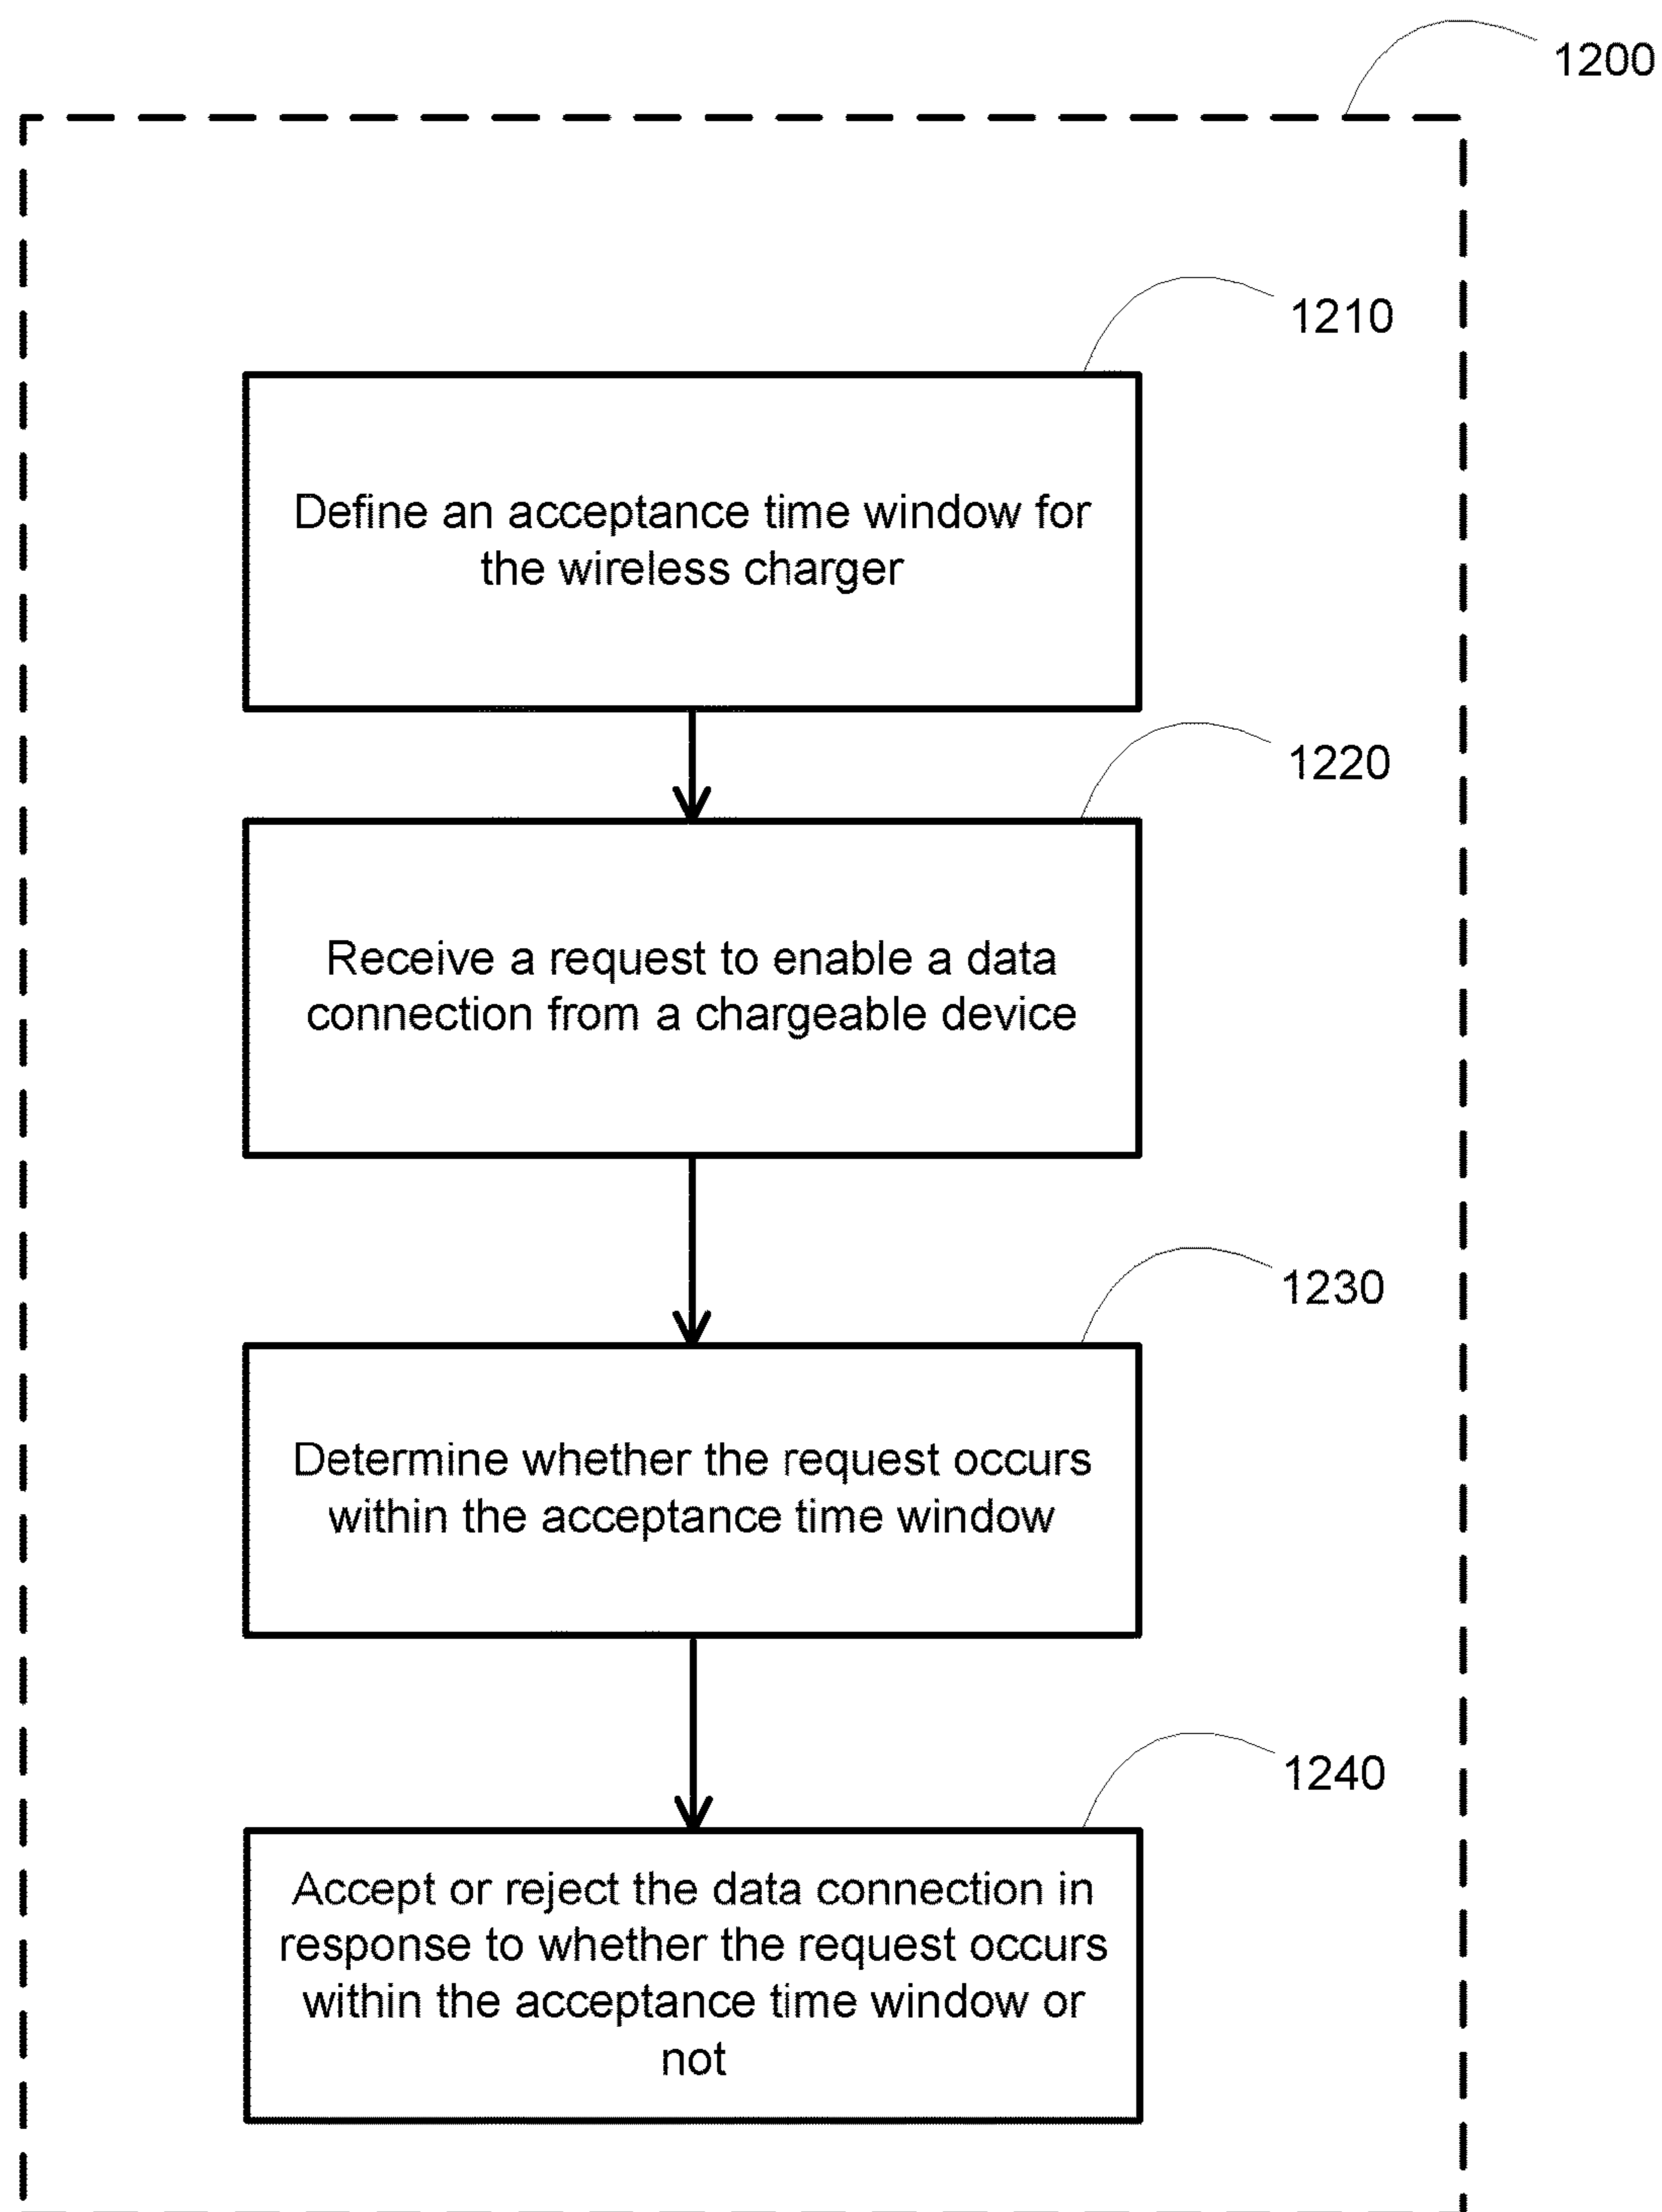 1200
1210
Define an acceptance time window for
the wireless charger
1220
Receive a request to enable a data
connection from a chargeable device
1230
Determine whether the request occurs
within the acceptance time window
1240
Accept or reject the data connection in
response to whether the request occurs
within the acceptance time window or
not